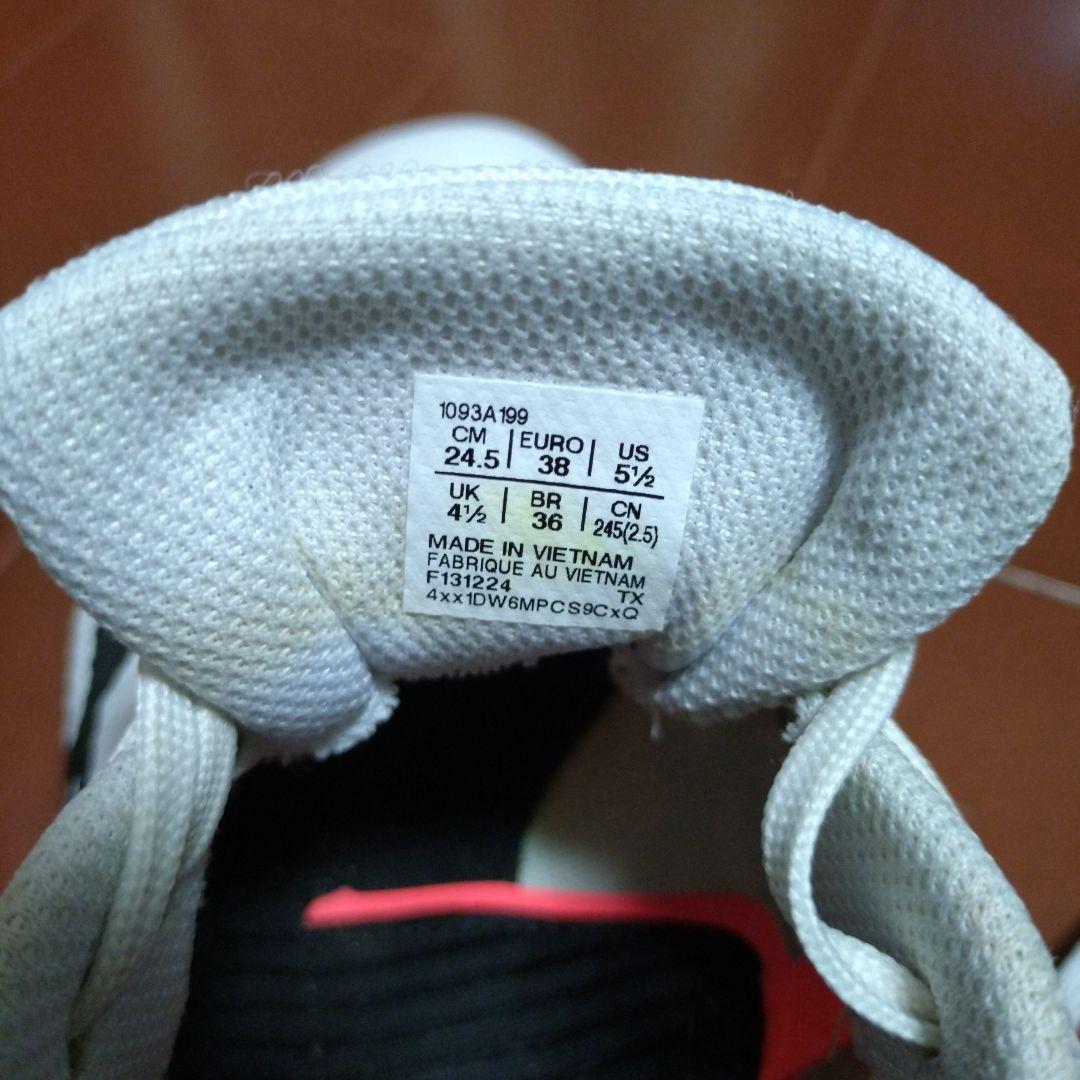 1093A199
CM | EURO | US
24.5 | 38 | 5½
UK | BR | CN
4½ | 36 | 245(2.5)
MADE IN VIETNAM
FABRIQUE AU VIETNAM
F131224 TX
4xx1DW6MPCS9CxQ